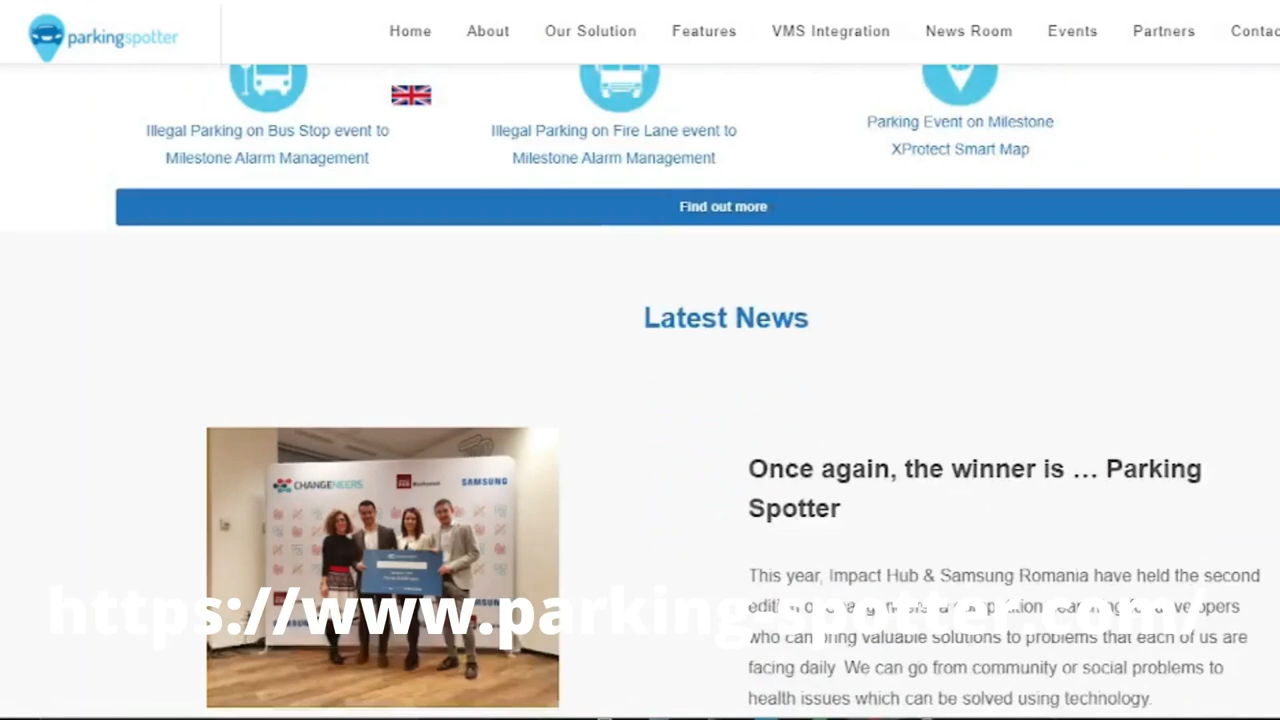 parkingspotter
Home About Our Solution Features VMS Integration News Room Events Partners Contac
Illegal Parking on Bus Stop event to
Milestone Alarm Management
Illegal Parking on Fire Lane event to
Milestone Alarm Management
Parking Event on Milestone
XProtect Smart Map
Find out more
Latest News
CHANGENEERS
SAMSUNG
Once again, the winner is … Parking
Spotter
This year, Impact Hub & Samsung Romania have held the second
https://www.parking-spotter.com/
who can bring valuable solutions to problems that each of us are
facing daily. We can go from community or social problems to
health issues which can be solved using technology.